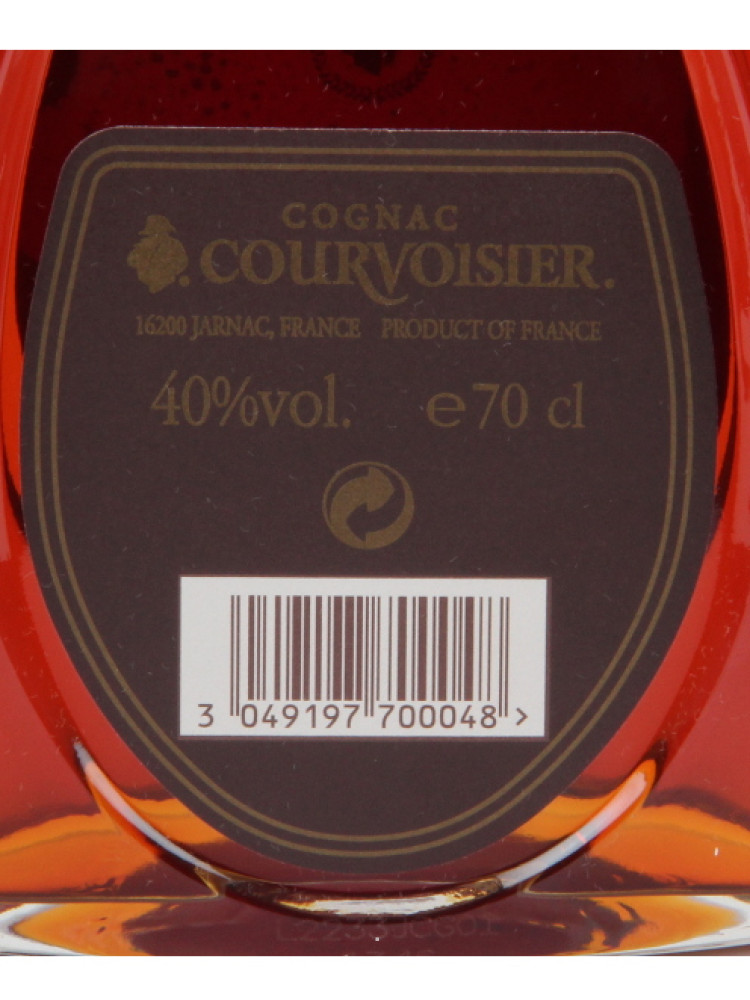 COGNAC
COURVOISIER.
16200 JARNAC, FRANCE PRODUCT OF FRANCE
40%vol. e70 cl
3 049197 700048 >